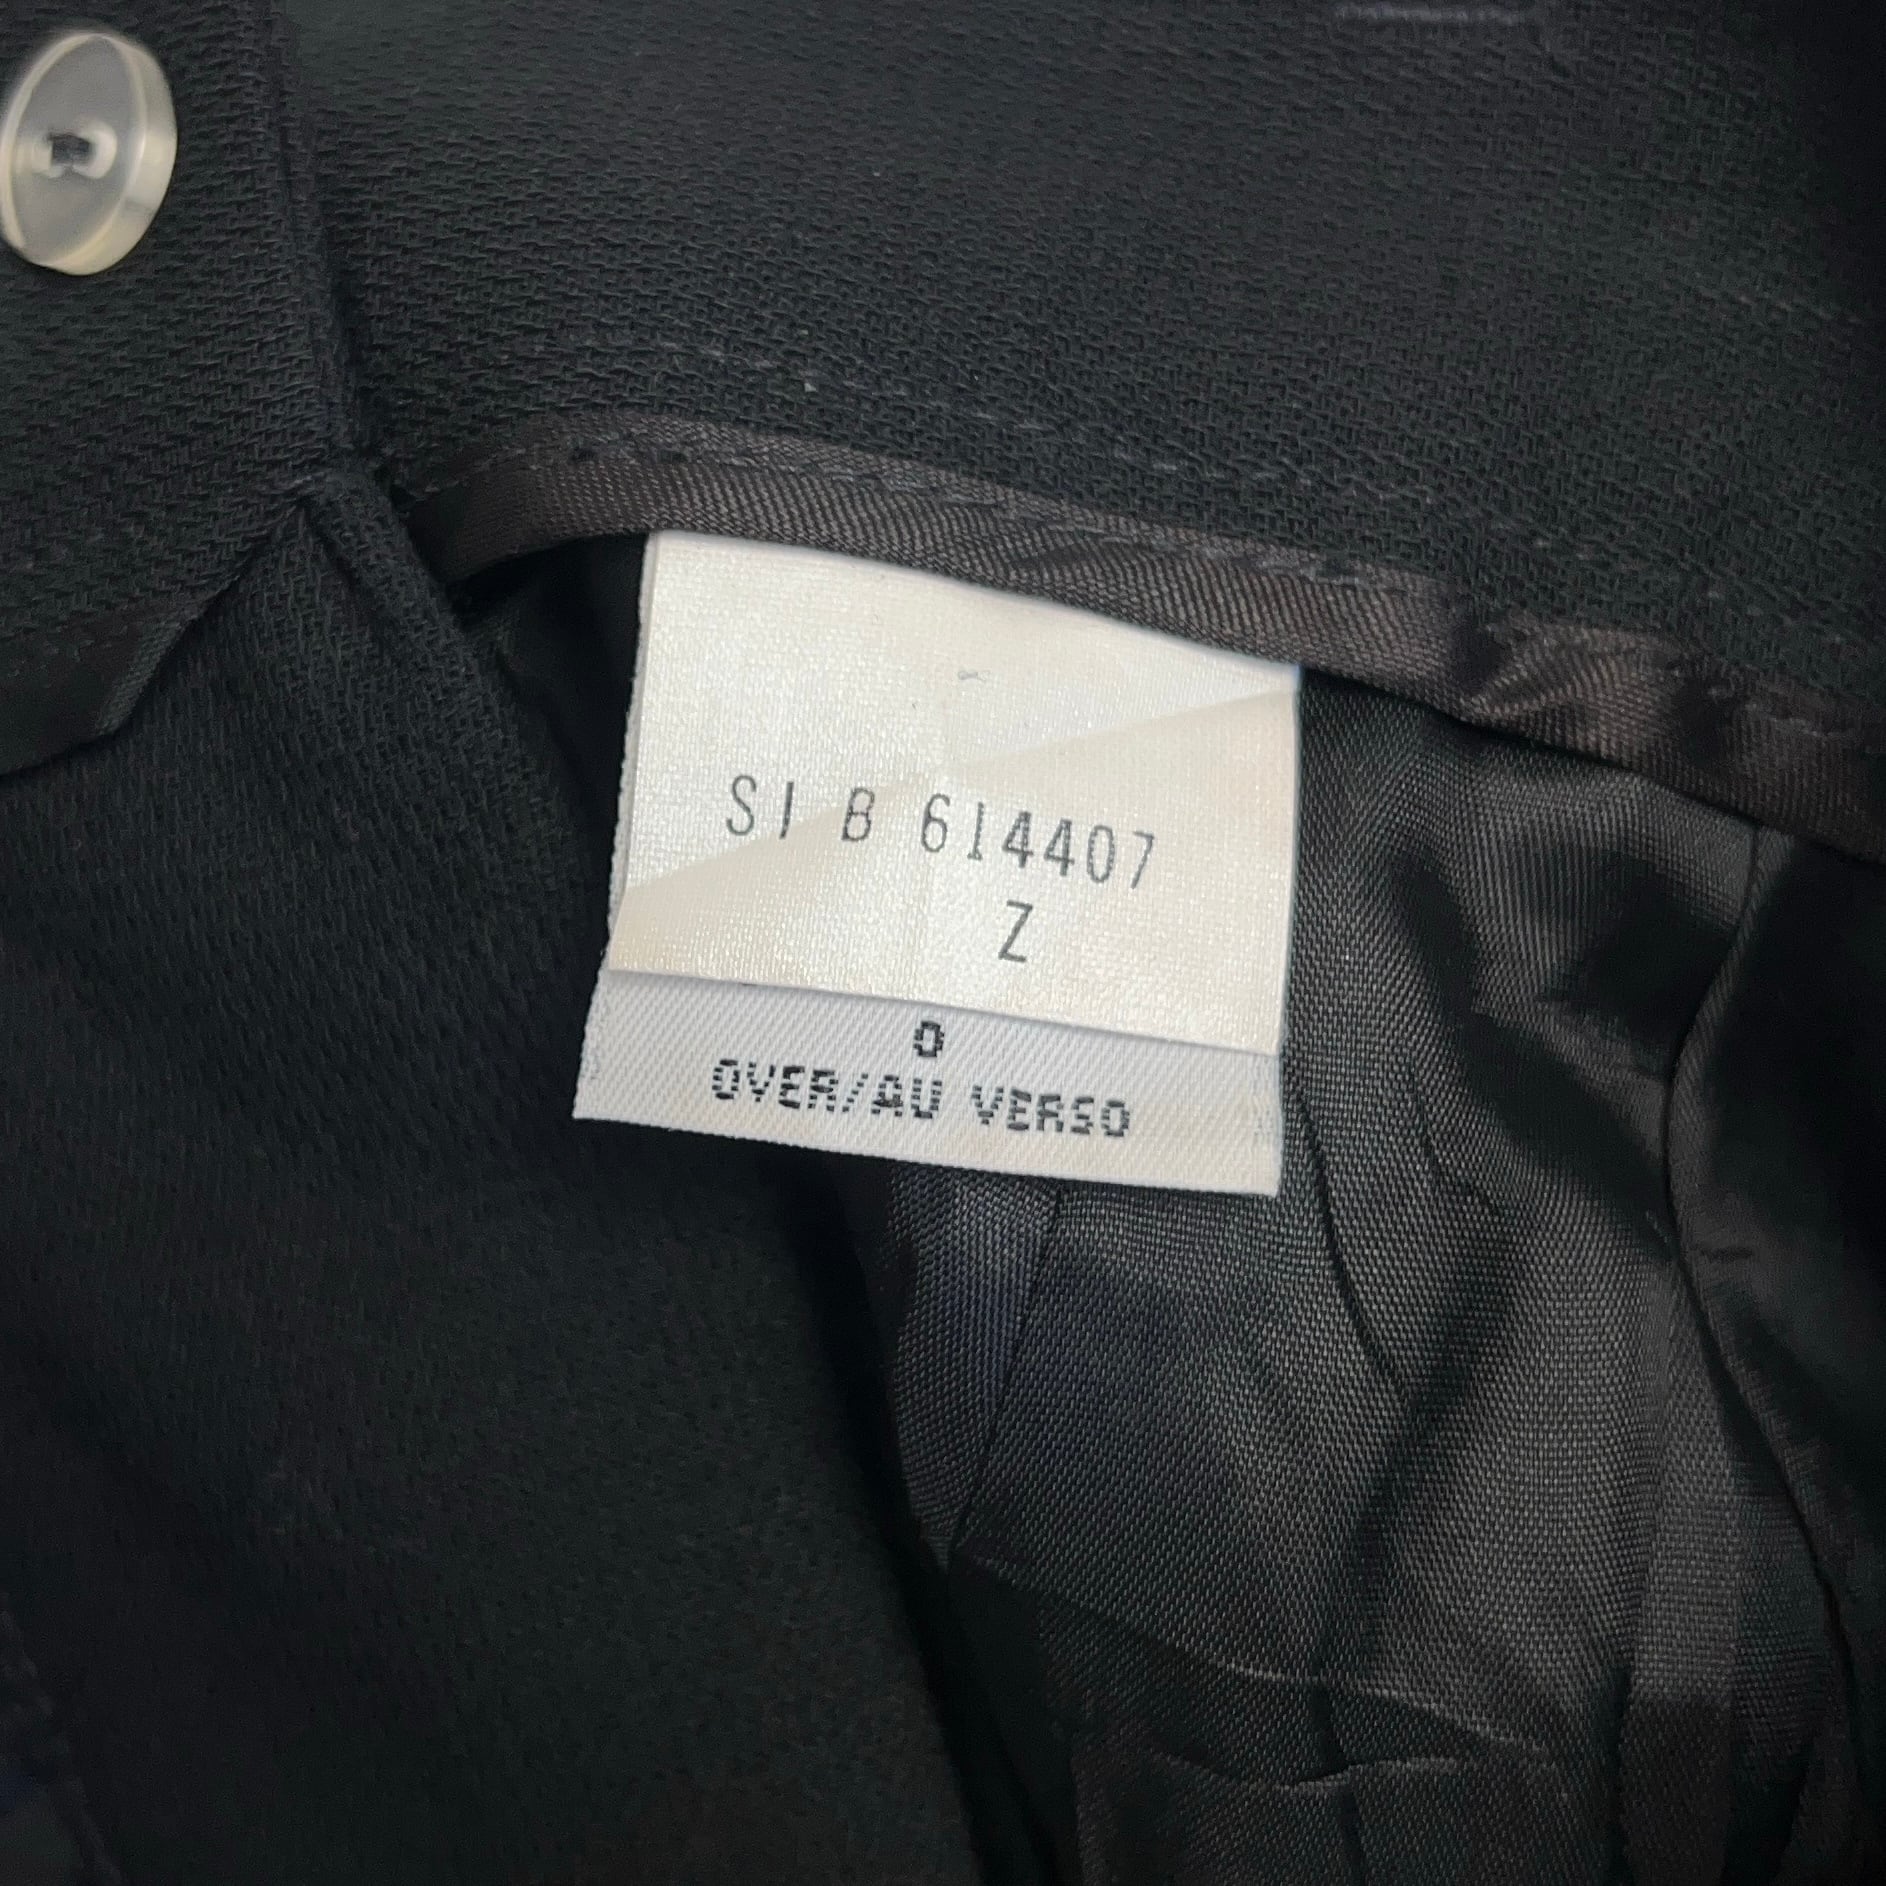 SI B 614407
Z
0
OVER/AU VERSO